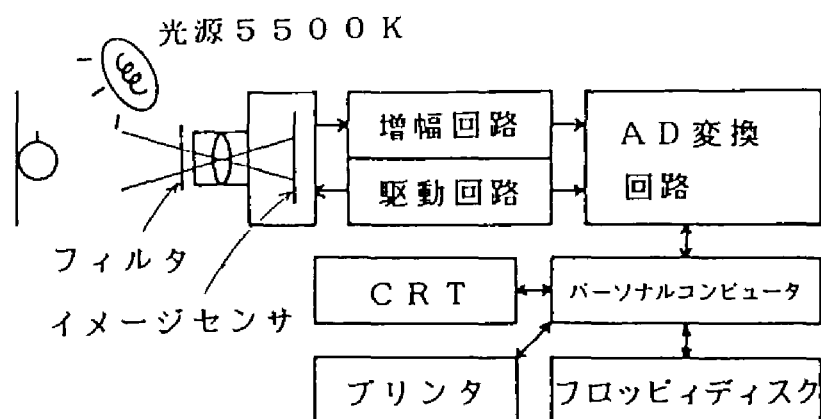 光源5500K
増幅回路
AD変換
回路
駆動回路
フィルタ
イメージセンサ
CRT
パーソナルコンピュータ
プリンタ
フロッピィディスク